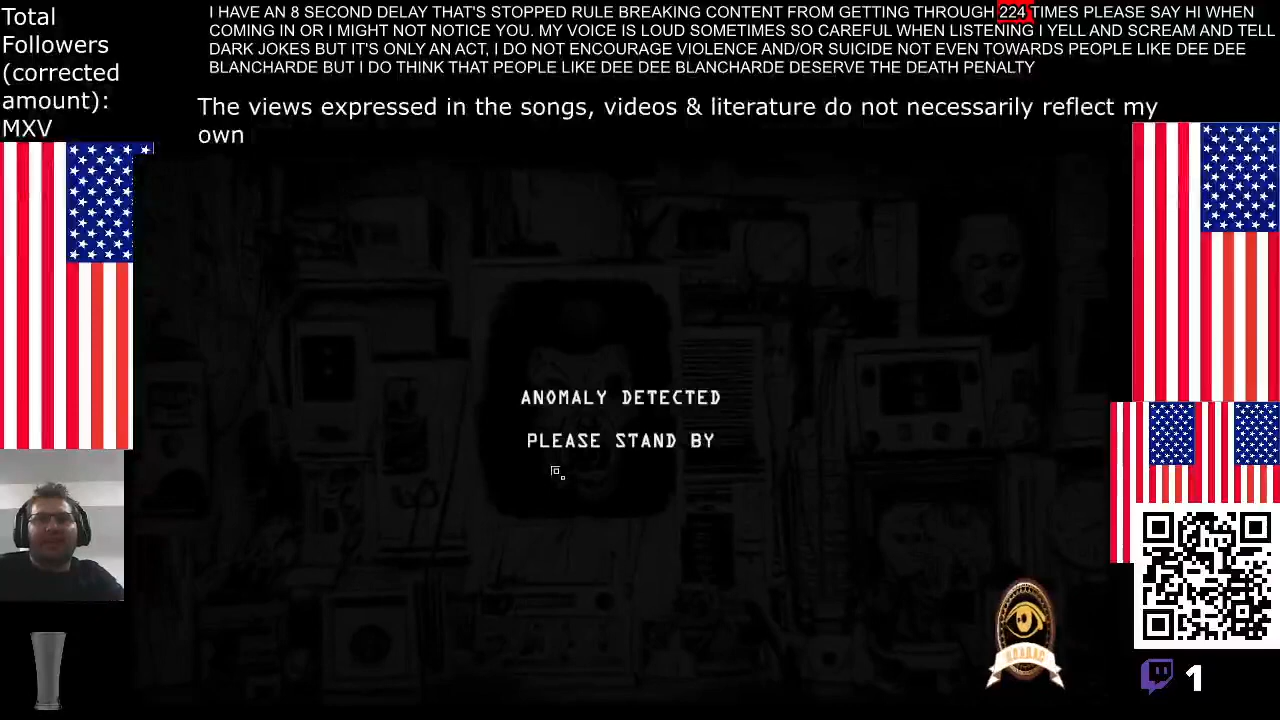 Total
Followers
(corrected
amount):
MXV
I HAVE AN 8 SECOND DELAY THAT'S STOPPED RULE BREAKING CONTENT FROM GETTING THROUGH 224 TIMES PLEASE SAY HI WHEN
COMING IN OR I MIGHT NOT NOTICE YOU. MY VOICE IS LOUD SOMETIMES SO CAREFUL WHEN LISTENING I YELL AND SCREAM AND TELL
DARK JOKES BUT IT'S ONLY AN ACT, I DO NOT ENCOURAGE VIOLENCE AND/OR SUICIDE NOT EVEN TOWARDS PEOPLE LIKE DEE DEE
BLANCHARDE BUT I DO THINK THAT PEOPLE LIKE DEE DEE BLANCHARDE DESERVE THE DEATH PENALTY
The views expressed in the songs, videos & literature do not necessarily reflect my
own
ANOMALY DETECTED
PLEASE STAND BY
1